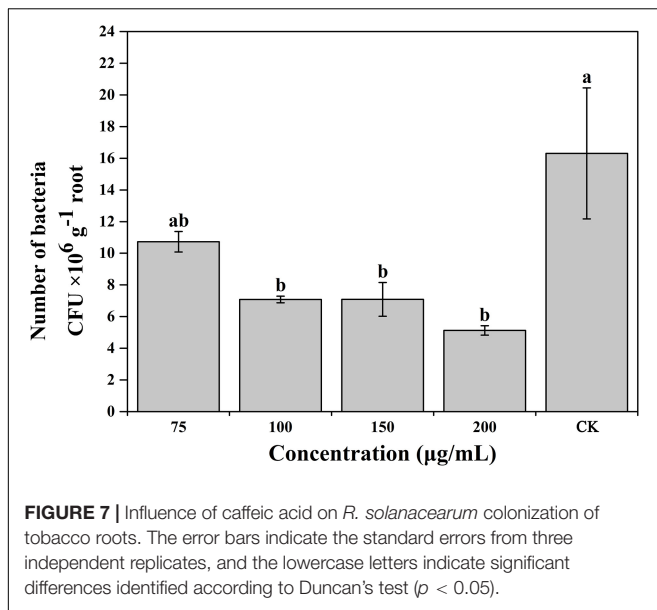 24
22
20
18
16
14
12
10
8
6
4
2
0
Number of bacteria
CFU ×10⁶ g⁻¹ root
ab
b
b
b
a
75 100 150 200 CK
Concentration (µg/mL)
FIGURE 7 | Influence of caffeic acid on R. solanacearum colonization of
tobacco roots. The error bars indicate the standard errors from three
independent replicates, and the lowercase letters indicate significant
differences identified according to Duncan's test (p < 0.05).